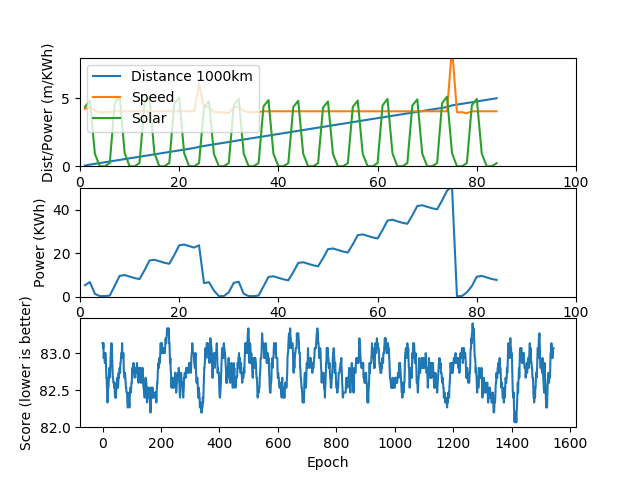 Dist/Power (m/KWh)
Distance 1000km
Speed
Solar
5
0
0 20 40 60 80 100
Power (KWh)
40
20
0
0 20 40 60 80 100
Score (lower is better)
83.0
82.5
82.0
0 200 400 600 800 1000 1200 1400 1600
Epoch